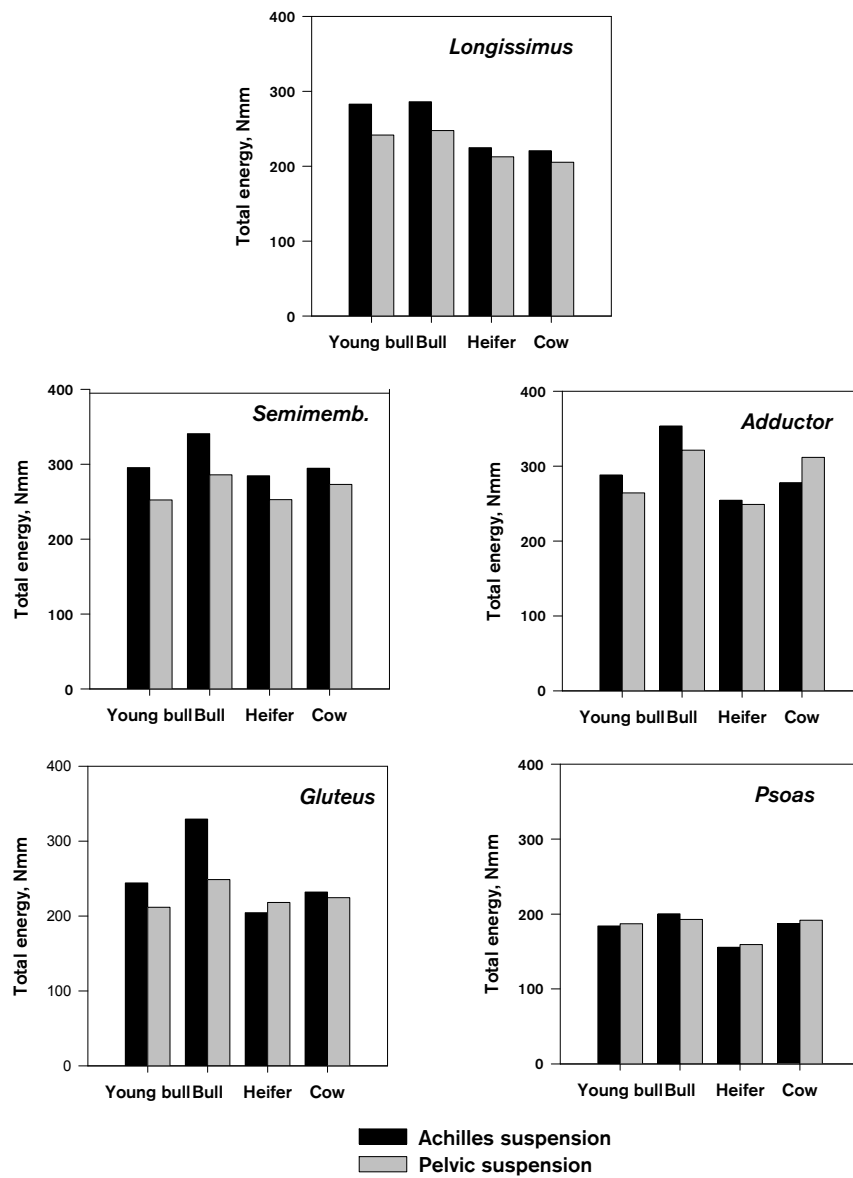 Longissimus
Total energy, Nmm
400
300
200
100
0
Young bull Bull Heifer Cow
Semimemb.
Total energy, Nmm
400
300
200
100
0
Young bull Bull Heifer Cow
Adductor
Total energy, Nmm
400
300
200
100
0
Young bull Bull Heifer Cow
Gluteus
Total energy, Nmm
400
300
200
100
0
Young bull Bull Heifer Cow
Psoas
Total energy, Nmm
400
300
200
100
0
Young bull Bull Heifer Cow
Achilles suspension
Pelvic suspension